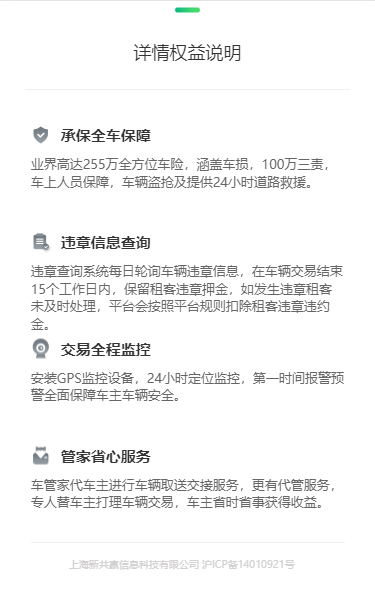 详情权益说明
承保全车保障
业界高达255万全方位车险，涵盖车损，100万三责，
车上人员保障，车辆盗抢及提供24小时道路救援。
违章信息查询
违章查询系统每日轮询车辆违章信息，在车辆交易结束
15个工作日内，保留租客违章押金，如发生违章租客
未及时处理，平台会按照平台规则扣除租客违章违约
金。
交易全程监控
安装GPS监控设备，24小时定位监控，第一时间报警预
警全面保障车主车辆安全。
管家省心服务
车管家代车主进行车辆取送交接服务，更有代管服务，
专人替车主打理车辆交易，车主省时省事获得收益。
上海新共赢信息科技有限公司 沪ICP备14010921号